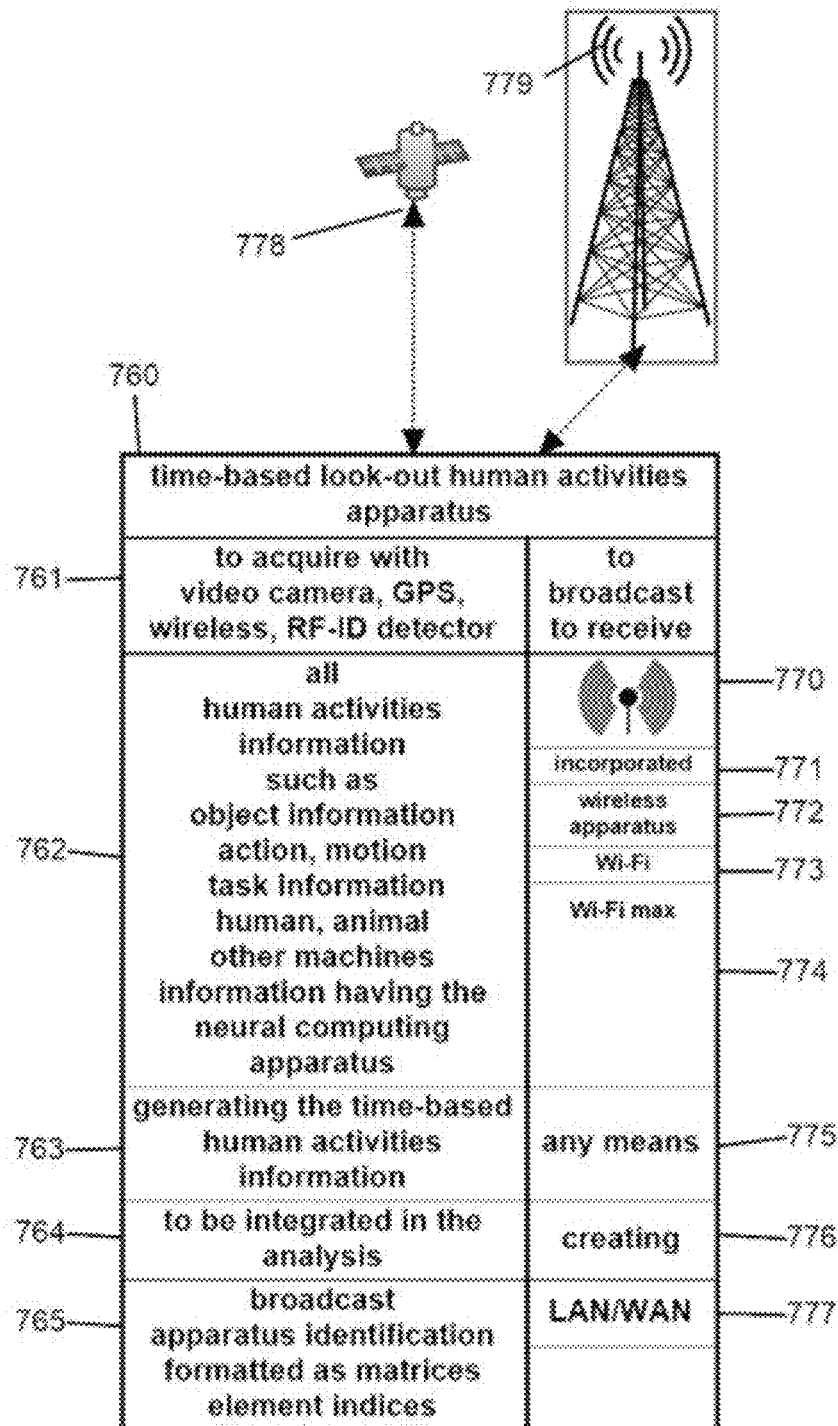 779
778
760
time-based look-out human activities
apparatus
761
to acquire with
video camera, GPS,
wireless, RF-ID detector
to
broadcast
to receive
762
all
human activities
information
such as
object information
action, motion
task information
human, animal
other machines
information having the
neural computing
apparatus
770
incorporated
771
wireless
apparatus
772
Wi-Fi
773
Wi-Fi max
774
763
generating the time-based
human activities
information
any means
775
764
to be integrated in the
analysis
creating
776
765
broadcast
apparatus identification
formatted as matrices
element indices
LAN/WAN
777